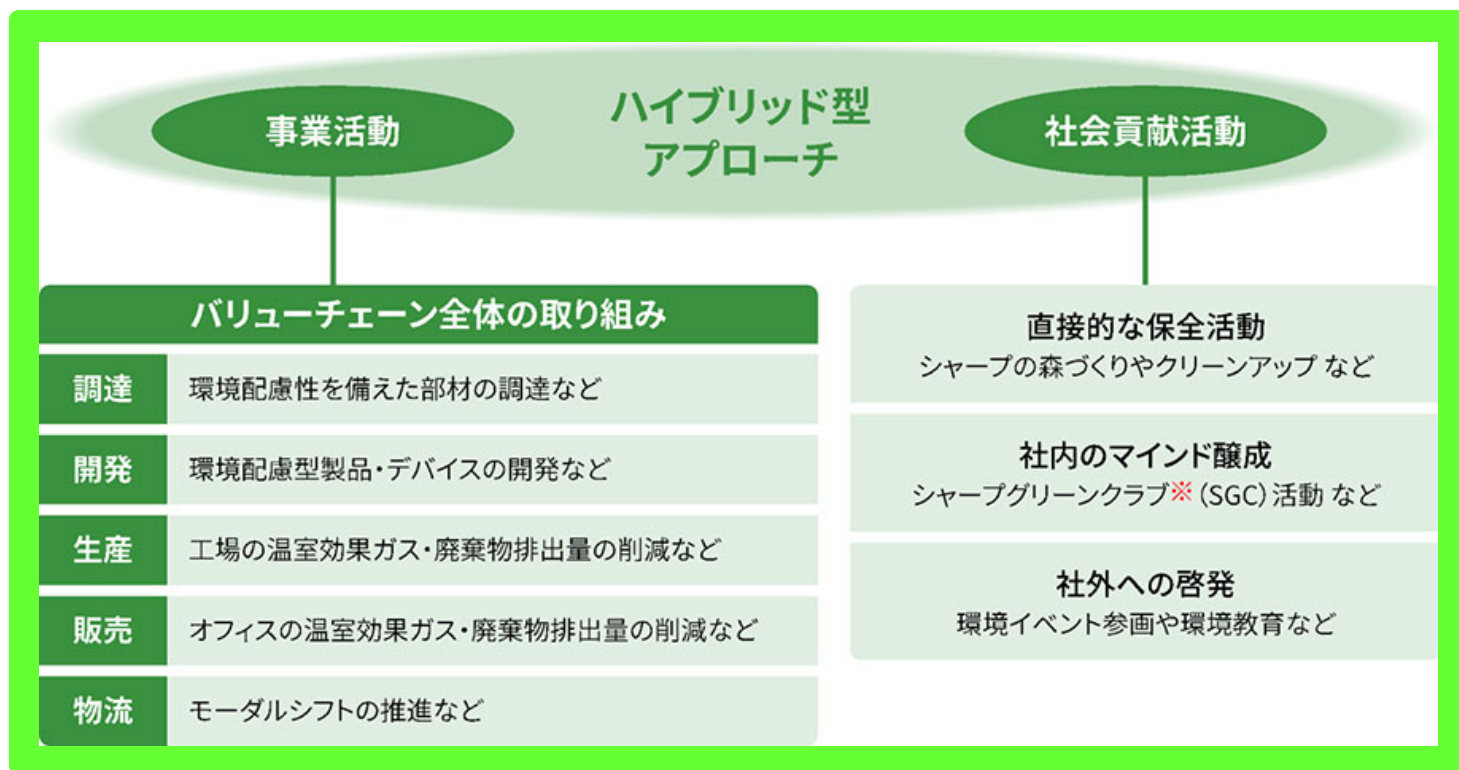 事業活動
ハイブリッド型
アプローチ
社会貢献活動
バリューチェーン全体の取り組み
調達 環境配慮性を備えた部材の調達など
開発 環境配慮型製品・デバイスの開発など
生産 工場の温室効果ガス・廃棄物排出量の削減など
販売 オフィスの温室効果ガス・廃棄物排出量の削減など
物流 モーダルシフトの推進など
直接的な保全活動
シャープの森づくりやクリーンアップ など
社内のマインド醸成
シャープグリーンクラブ※(SGC)活動 など
社外への啓発
環境イベント参画や環境教育など